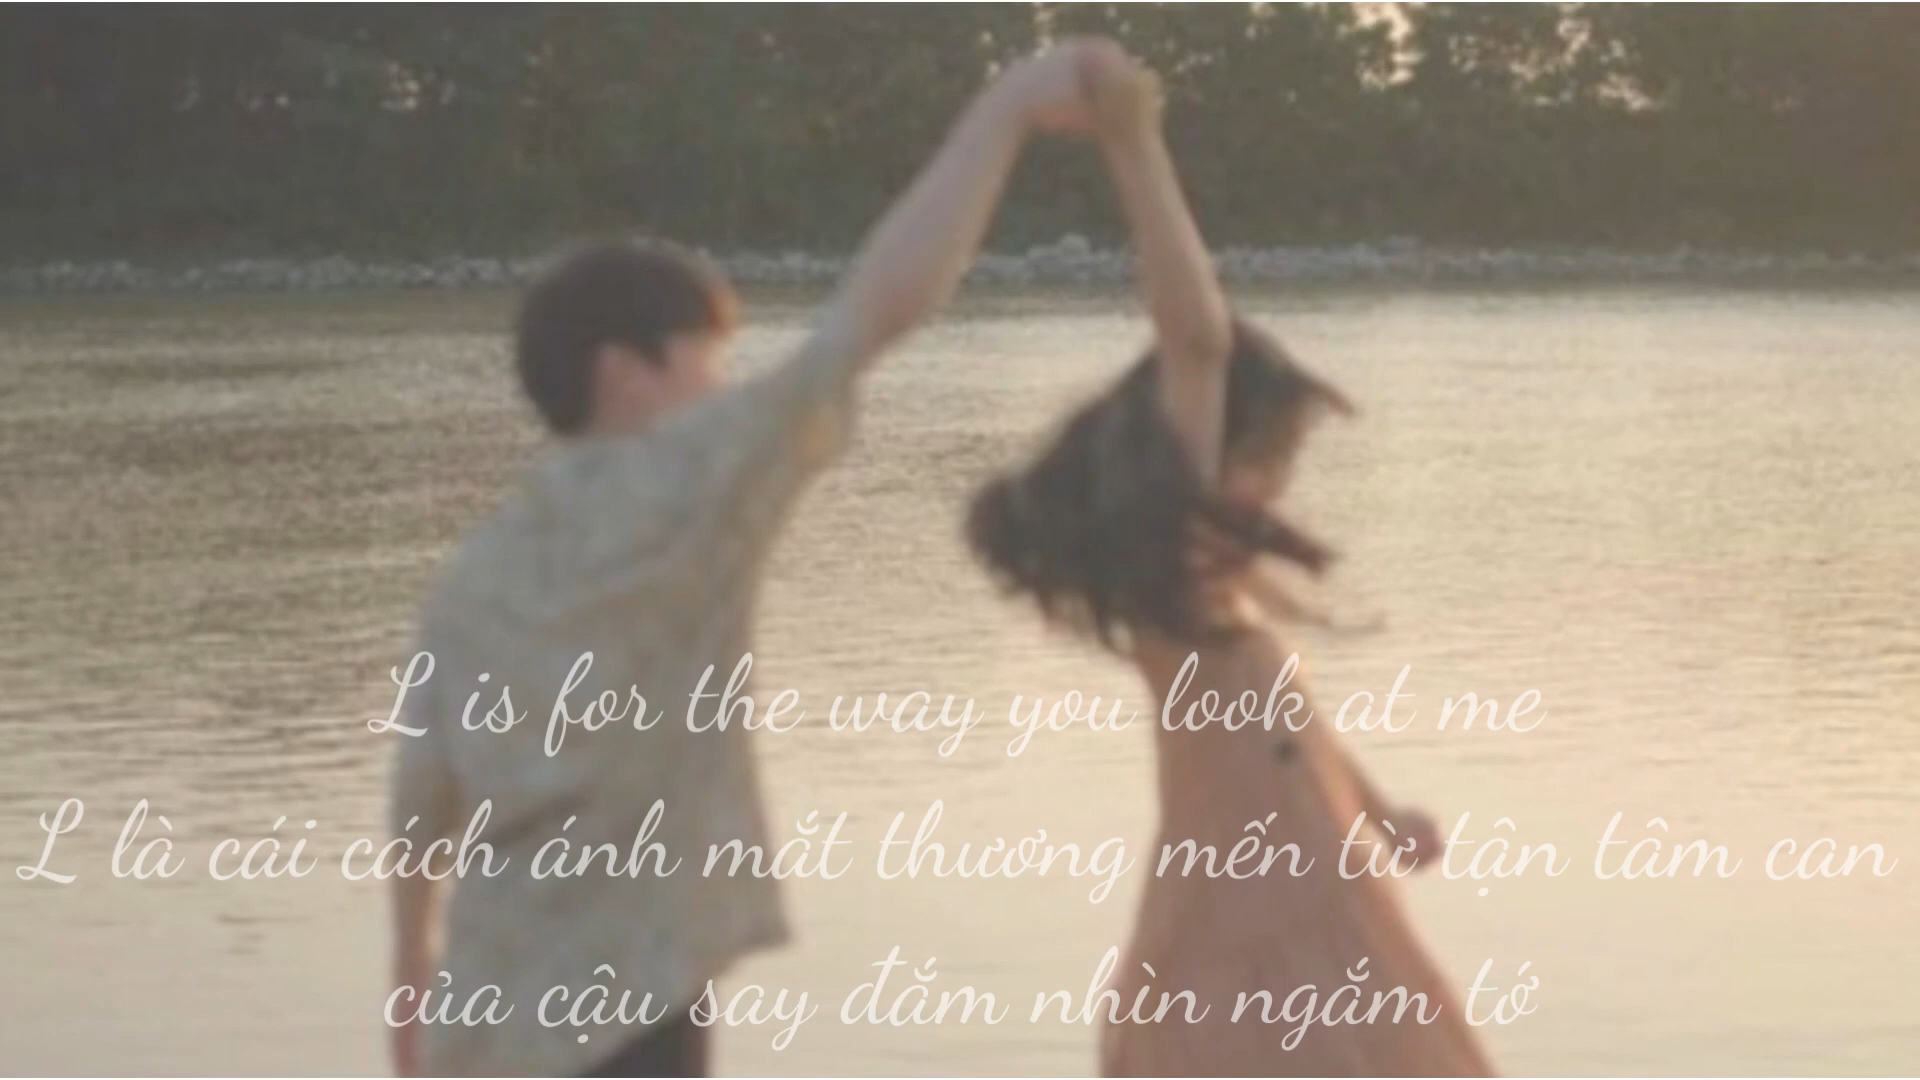 L is for the way you look at me
L là cái cách ánh mắt thương mến từ tận tâm can
của cậu say đắm nhìn ngắm tớ